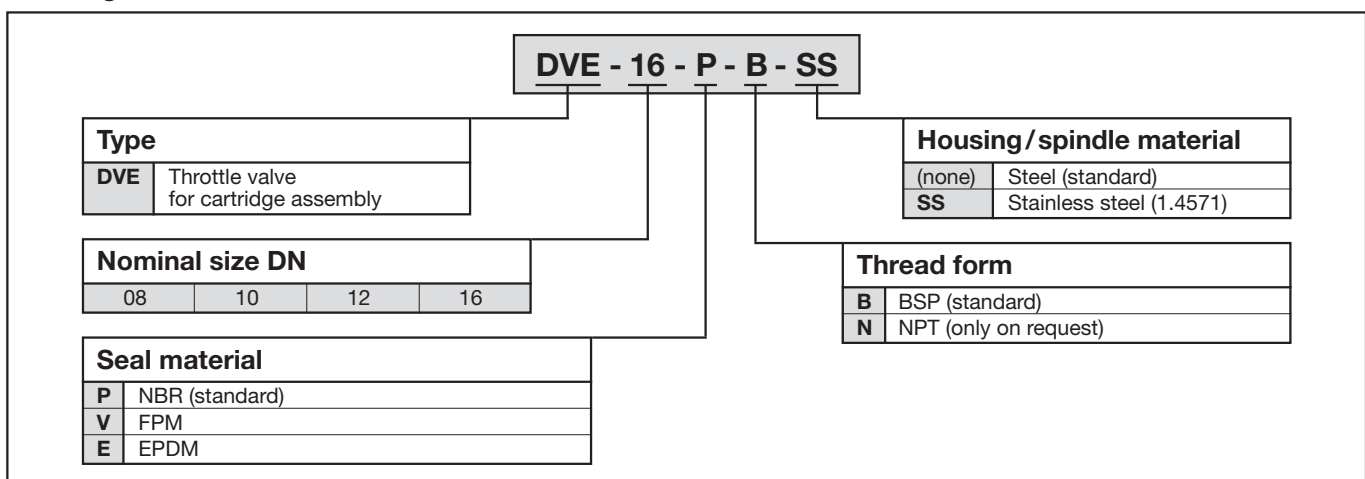 DVE - 16 - P - B - SS
Type
DVE Throttle valve
for cartridge assembly
Nominal size DN
08 10 12 16
Seal material
P NBR (standard)
V FPM
E EPDM
Housing/spindle material
(none) Steel (standard)
SS Stainless steel (1.4571)
Thread form
B BSP (standard)
N NPT (only on request)